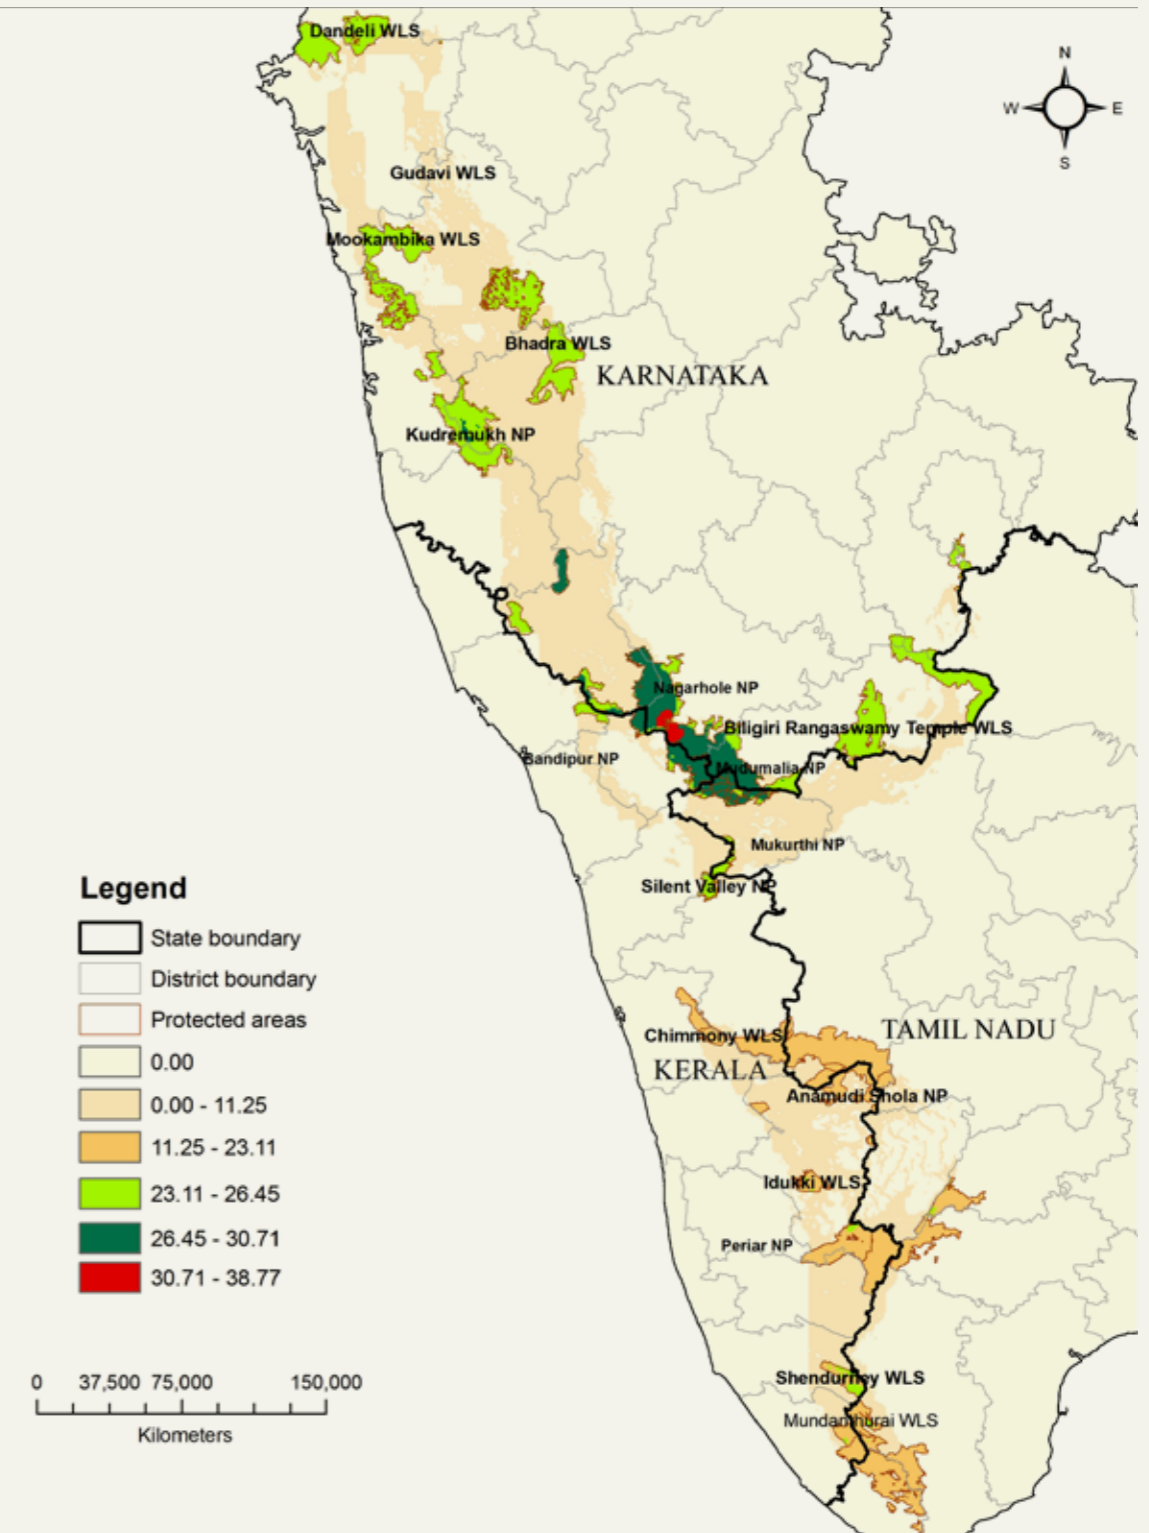 Dandeli WLS
N
W
E
S
Gudavi WLS
Mookambika WLS
Bhadra WLS
KARNATAKA
Kudremukh NP
Nagarhole NP
Biligiri Rangaswamy Temple WLS
Bandipur NP
Mudumalia NP
Mukurthi NP
Silent Valley NP
Legend
State boundary
District boundary
Protected areas
0.00
0.00 - 11.25
11.25 - 23.11
23.11 - 26.45
26.45 - 30.71
30.71 - 38.77
Chimmony WLS
TAMIL NADU
KERALA
Anamudi Shola NP
Idukki WLS
Periar NP
Shendurney WLS
Mundanthurai WLS
0 37,500 75,000 150,000
Kilometers